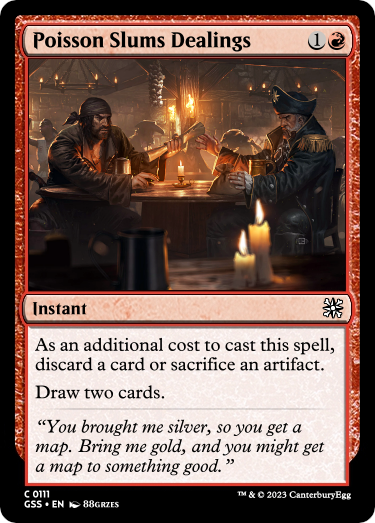 Poisson Slums Dealings 1
Instant
As an additional cost to cast this spell,
discard a card or sacrifice an artifact.
Draw two cards.
“You brought me silver, so you get a
map. Bring me gold, and you might get
a map to something good.”
C 0111
GSS • EN 88GRZES
™ & © 2023 CanterburyEgg